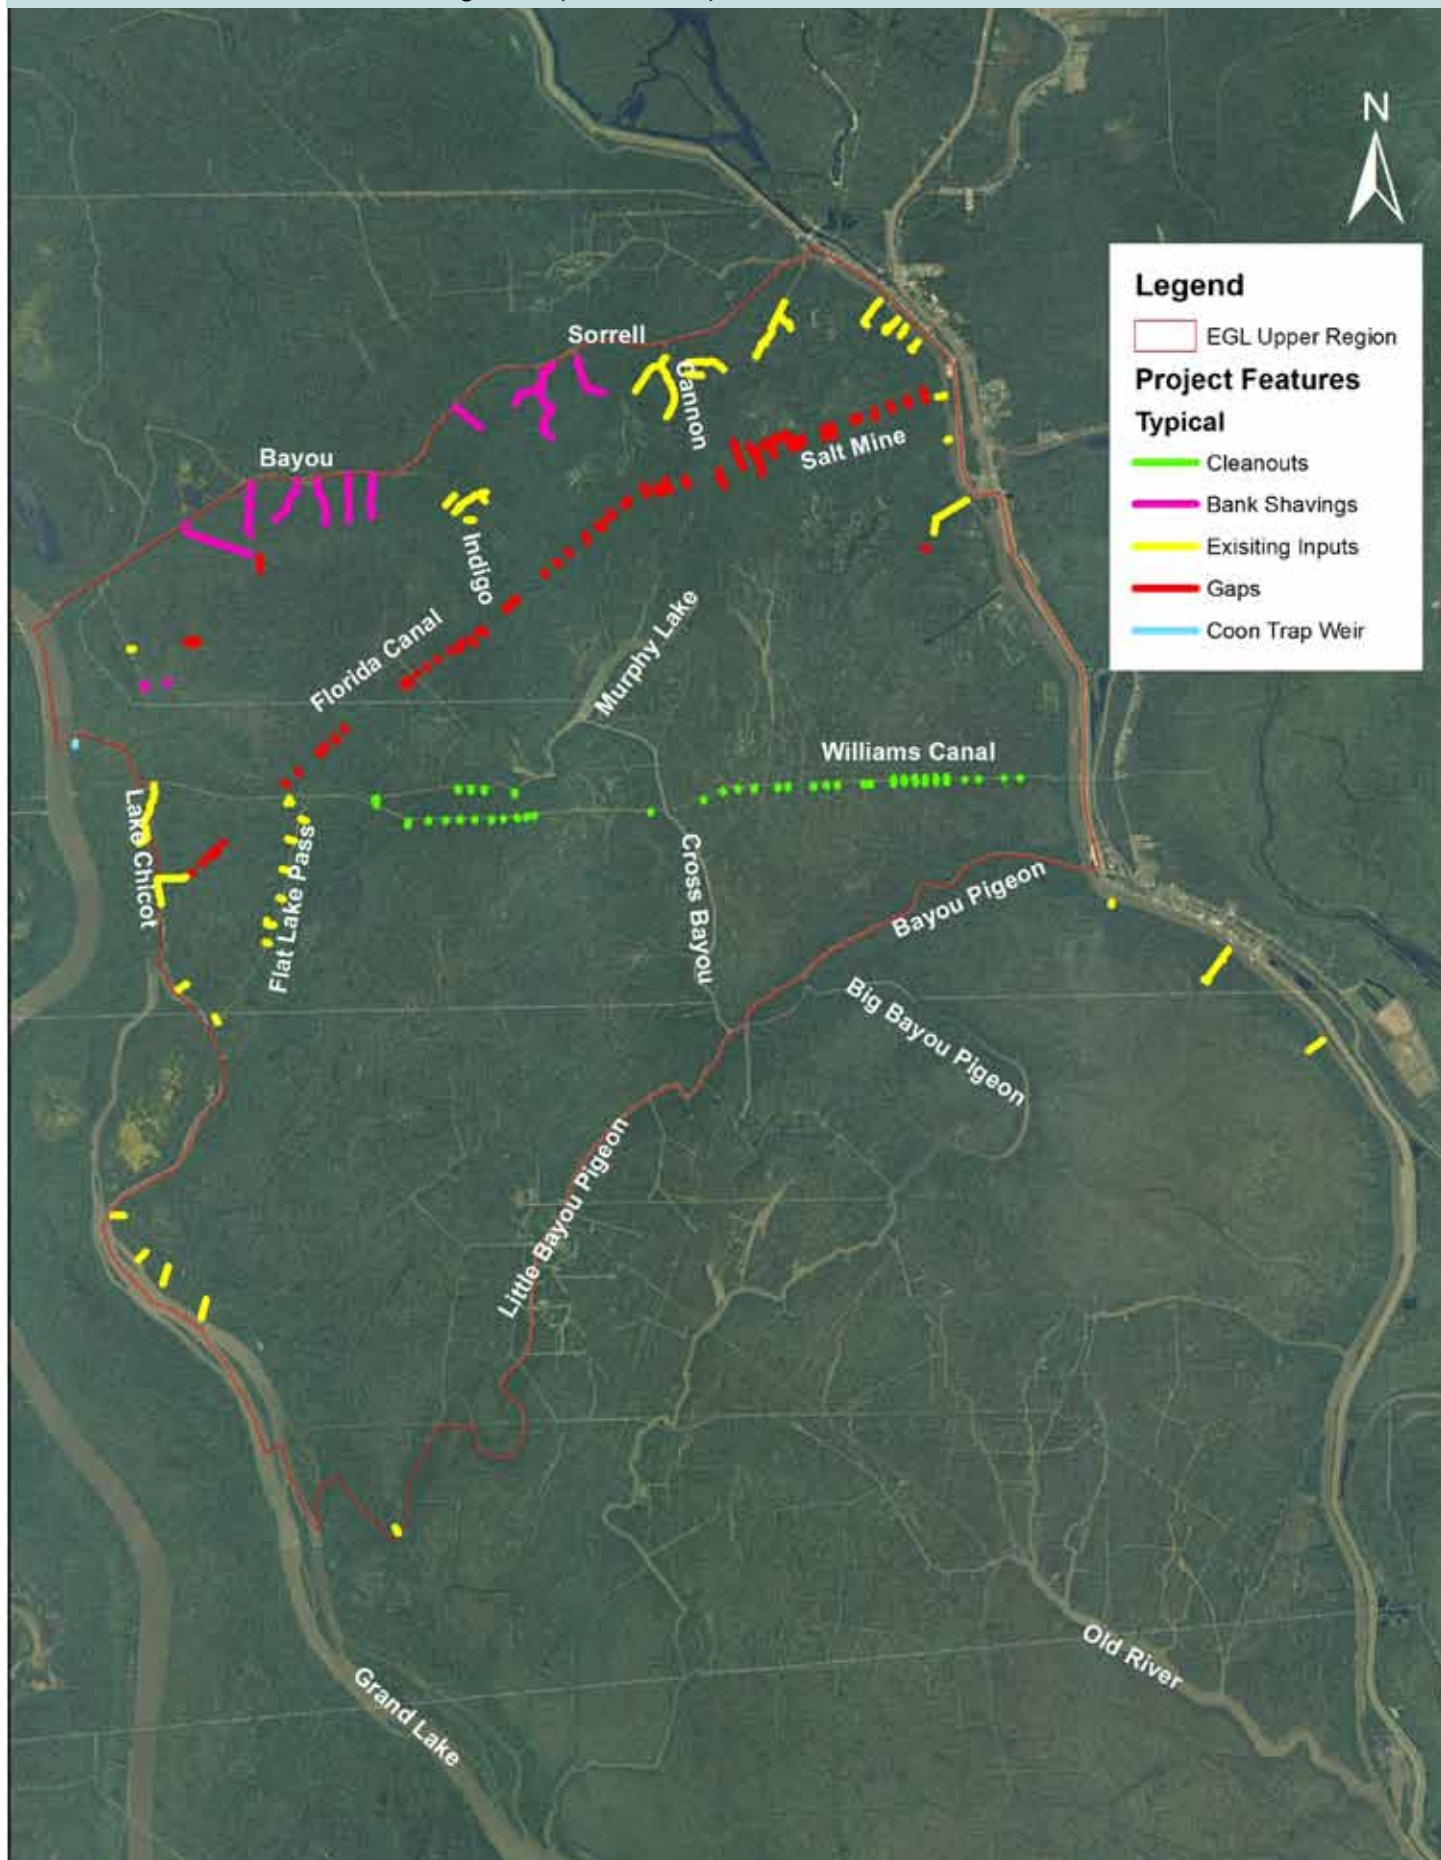 N
Legend
EGL Upper Region
Project Features
Typical
Cleanouts
Bank Shavings
Exisiting Inputs
Gaps
Coon Trap Weir
Sorrell
Cannon
Bayou
Salt Mine
Indigo
Florida Canal
Murphy Lake
Williams Canal
Lake Chicot
Flat Lake Pass
Cross Bayou
Bayou Pigeon
Big Bayou Pigeon
Little Bayou Pigeon
Old River
Grand Lake